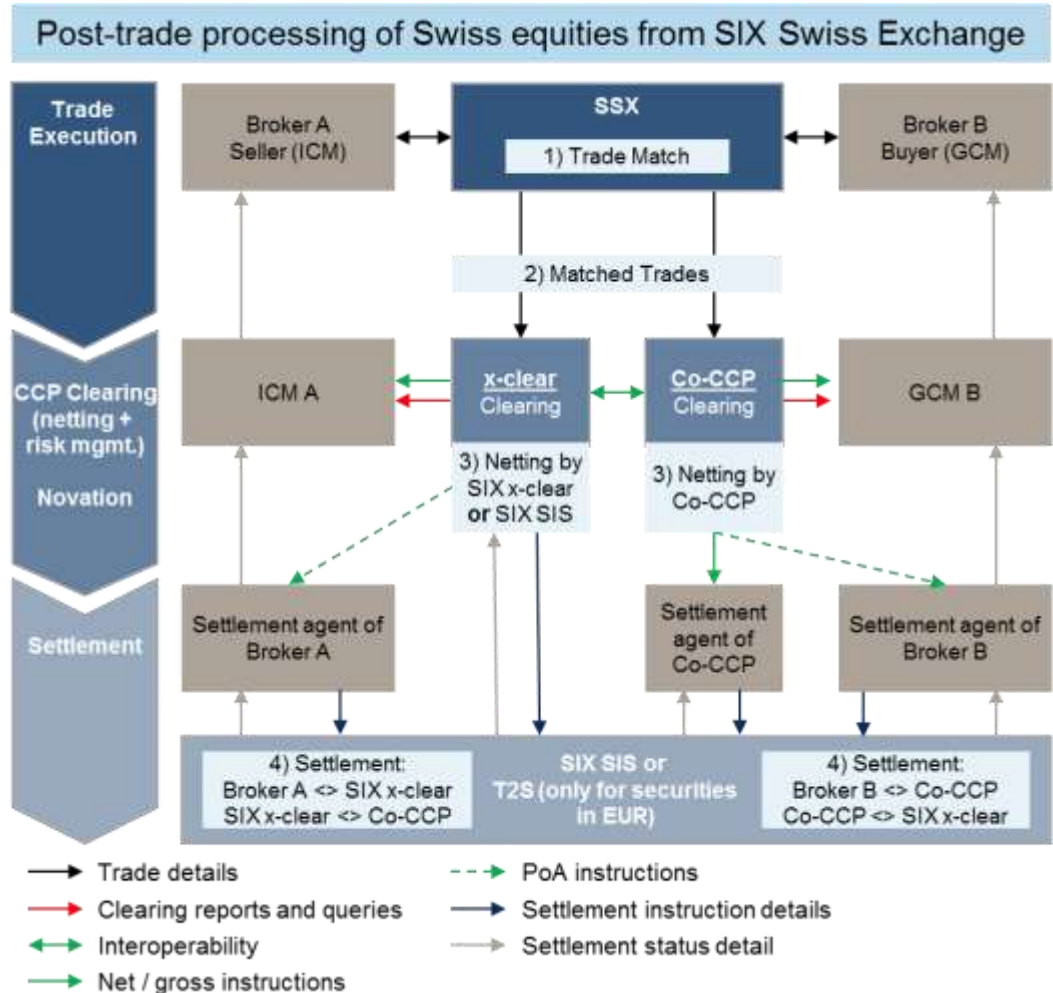 Post-trade processing of Swiss equities from SIX Swiss Exchange
Trade
Execution
Broker A
Seller (ICM)
SSX
1) Trade Match
Broker B
Buyer (GCM)
2) Matched Trades
CCP Clearing
(netting +
risk mgmt.)
Novation
ICM A
x-clear
Clearing
Co-CCP
Clearing
GCM B
3) Netting by
SIX x-clear
or SIX SIS
3) Netting by
Co-CCP
Settlement
Settlement agent of
Broker A
Settlement
agent of
Co-CCP
Settlement agent of
Broker B
4) Settlement:
Broker A <> SIX x-clear
SIX x-clear <> Co-CCP
SIX SIS or
T2S (only for securities
in EUR)
4) Settlement:
Broker B <> Co-CCP
Co-CCP <> SIX x-clear
Trade details
Clearing reports and queries
Interoperability
Net / gross instructions
PoA instructions
Settlement instruction details
Settlement status detail